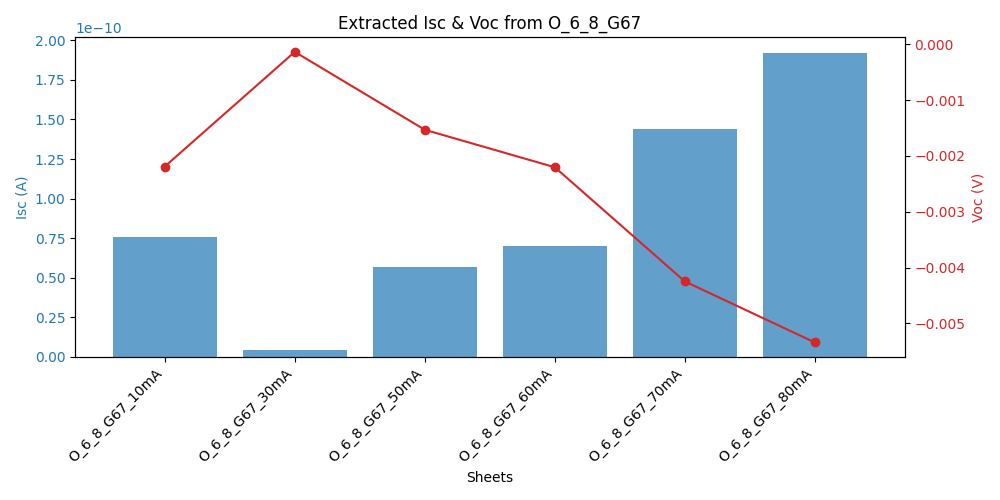 Extracted Isc & Voc from O_6_8_G67
1e−10
Isc (A)
2.00
1.75
1.50
1.25
1.00
0.75
0.50
0.25
0.00
0.000
−0.001
−0.002
−0.003
−0.004
−0.005
Voc (V)
O_6_8_G67_10mA
O_6_8_G67_30mA
O_6_8_G67_50mA
O_6_8_G67_60mA
O_6_8_G67_70mA
O_6_8_G67_80mA
Sheets